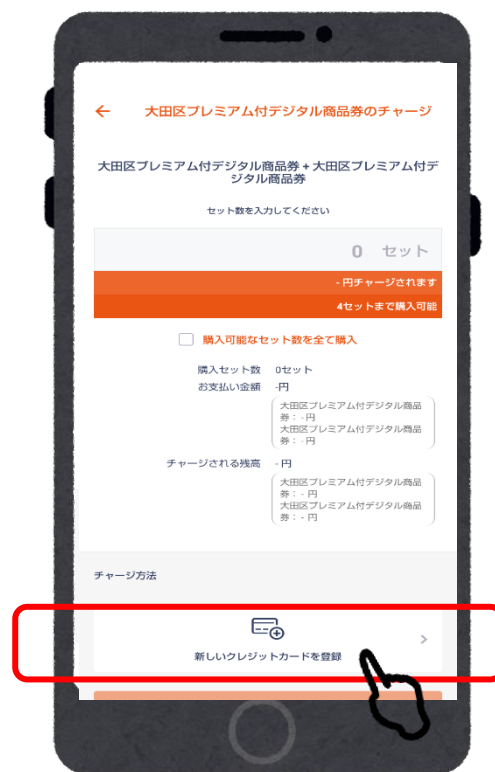 ← 大田区プレミアム付デジタル商品券のチャージ
大田区プレミアム付デジタル商品券 + 大田区プレミアム付デ
ジタル商品券
セット数を入力してください
0 セット
- 円チャージされます
4セットまで購入可能
購入可能なセット数を全て購入
購入セット数 0セット
お支払い金額 -円
大田区プレミアム付デジタル商品
券：- 円
大田区プレミアム付デジタル商品
券：- 円
チャージされる残高 - 円
大田区プレミアム付デジタル商品
券：- 円
大田区プレミアム付デジタル商品
券：- 円
チャージ方法
新しいクレジットカードを登録 >